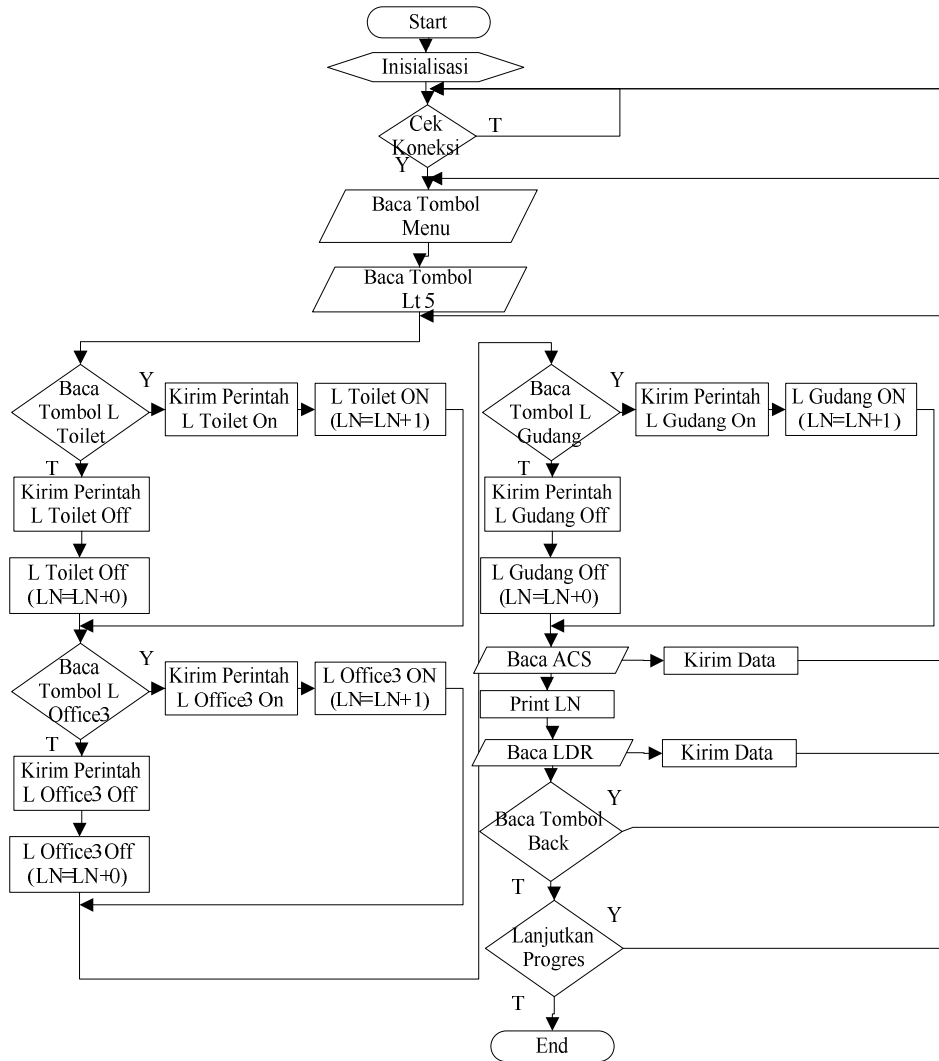 Start
Inisialisasi
Cek
Koneksi
T
Y
Baca Tombol
Menu
Baca Tombol
Lt 5
Baca
Tombol L
Toilet
Y
Kirim Perintah
L Toilet On
L Toilet ON
(LN=LN+1)
T
Kirim Perintah
L Toilet Off
L Toilet Off
(LN=LN+0)
Baca
Tombol L
Office3
Y
Kirim Perintah
L Office3 On
L Office3 ON
(LN=LN+1)
T
Kirim Perintah
L Office3 Off
L Office3 Off
(LN=LN+0)
Baca
Tombol L
Gudang
Y
Kirim Perintah
L Gudang On
L Gudang ON
(LN=LN+1)
T
Kirim Perintah
L Gudang Off
L Gudang Off
(LN=LN+0)
Baca ACS
Kirim Data
Print LN
Baca LDR
Kirim Data
Baca Tombol
Back
Y
T
Lanjutkan
Progres
Y
T
End